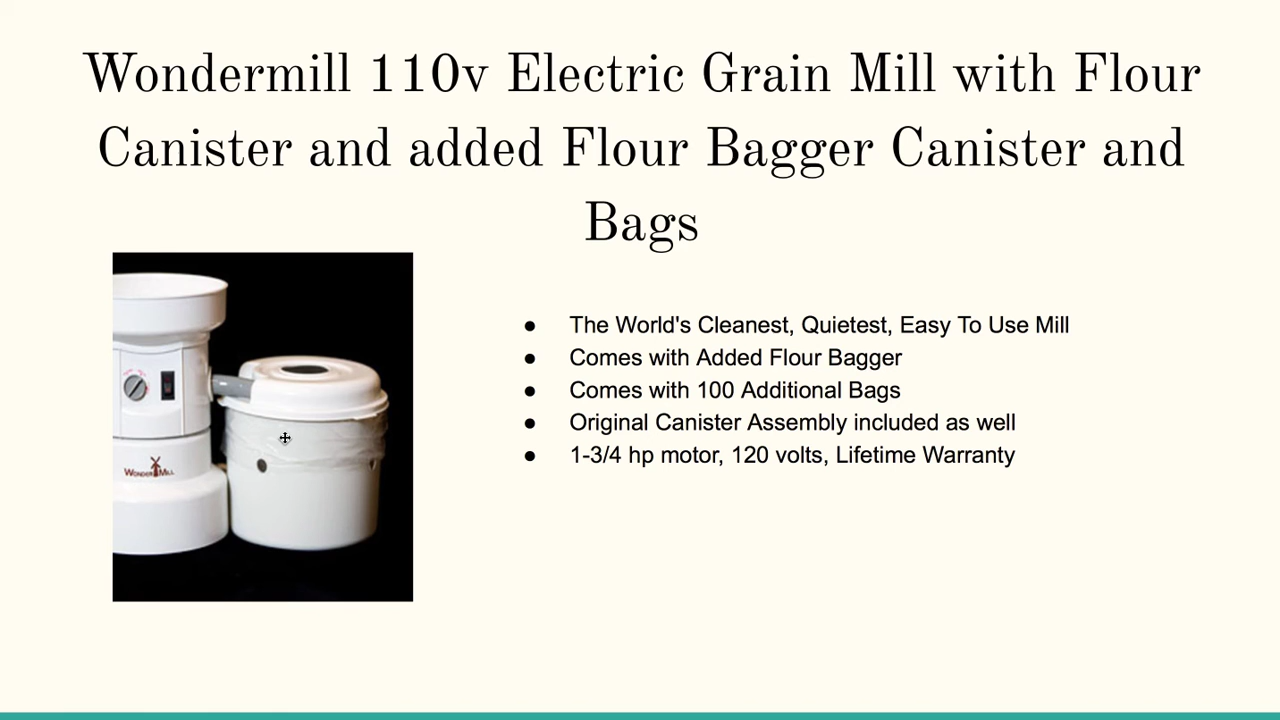 Wondermill 110v Electric Grain Mill with Flour
Canister and added Flour Bagger Canister and
Bags
● The World's Cleanest, Quietest, Easy To Use Mill
● Comes with Added Flour Bagger
● Comes with 100 Additional Bags
● Original Canister Assembly included as well
● 1-3/4 hp motor, 120 volts, Lifetime Warranty
WONDER MILL